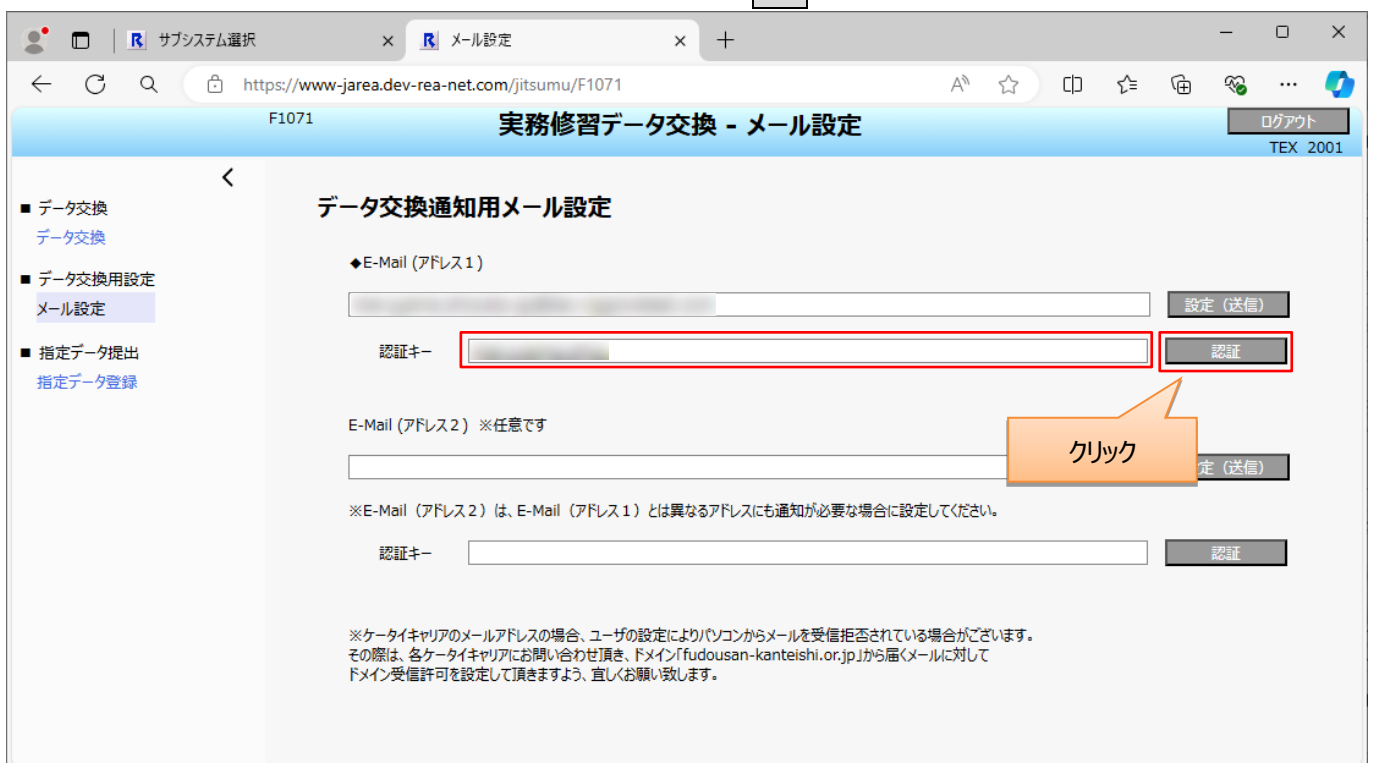 サブシステム選択
メール設定
https://www-jarea.dev-rea-net.com/jitsumu/F1071
F1071
実務修習データ交換 - メール設定
ログアウト
TEX 2001
■ データ交換
データ交換
■ データ交換用設定
メール設定
■ 指定データ提出
指定データ登録
データ交換通知用メール設定
◆E-Mail (アドレス1)
設定（送信）
認証キー
認証
クリック
E-Mail (アドレス2) ※任意です
定（送信）
※E-Mail（アドレス2）は、E-Mail（アドレス1）とは異なるアドレスにも通知が必要な場合に設定してください。
認証キー
認証
※ケータイキャリアのメールアドレスの場合、ユーザの設定によりパソコンからメールを受信拒否されている場合がございます。
その際は、各ケータイキャリアにお問い合わせ頂き、ドメイン「fudousan-kanteishi.or.jp」から届くメールに対して
ドメイン受信許可を設定して頂きますよう、宜しくお願い致します。